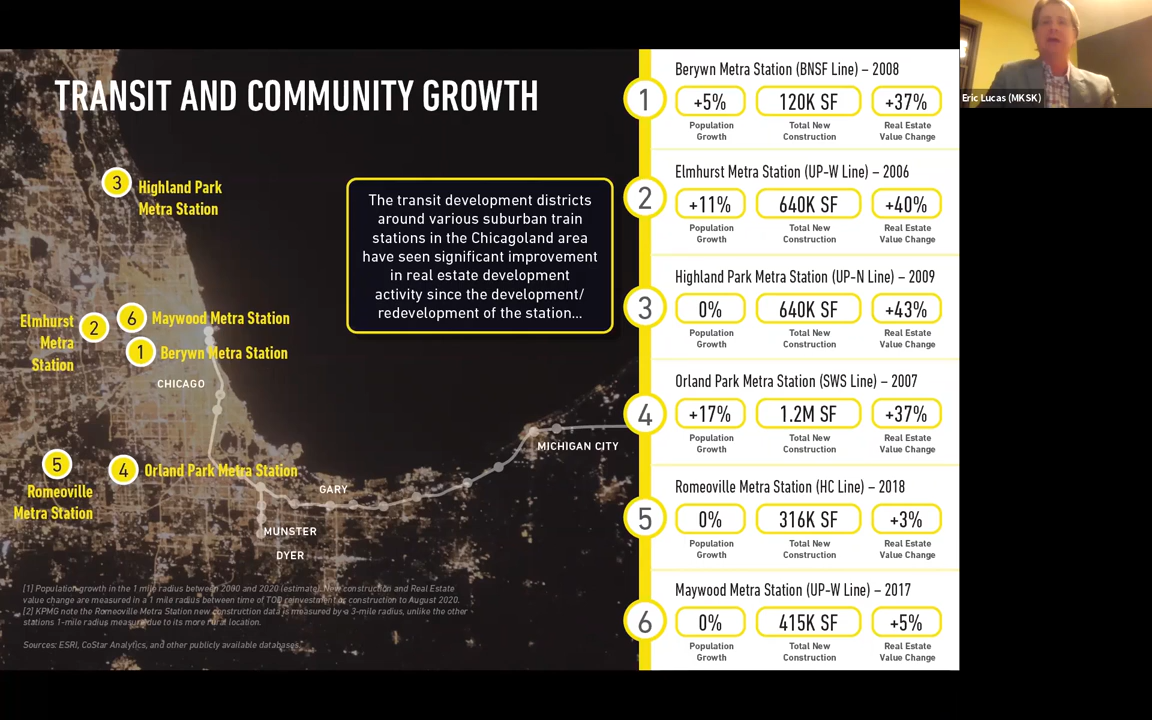 TRANSIT AND COMMUNITY GROWTH
3
Highland Park
Metra Station
The transit development districts
around various suburban train
stations in the Chicagoland area
have seen significant improvement
in real estate development
activity since the development/
redevelopment of the station...
Elmhurst
Metra
Station
2
6
Maywood Metra Station
1
Berywn Metra Station
CHICAGO
MICHIGAN CITY
5
Romeoville
Metra Station
4
Orland Park Metra Station
GARY
MUNSTER
DYER
[1] Population growth in the 1 mile radius between 2000 and 2020 (estimate). New construction and Real Estate
value change are measured in a 1 mile radius between time of TOD reinvestment or construction to August 2020.
[2] KPMG note the Romeoville Metra Station new construction data is measured by a 3-mile radius, unlike the other
stations 1-mile radius measure due to its more rural location.
Sources: ESRI, CoStar Analytics, and other publicly available databases.
1
Berywn Metra Station (BNSF Line) – 2008
+5%
120K SF
+37%
Population
Growth
Total New
Construction
Real Estate
Value Change
2
Elmhurst Metra Station (UP-W Line) – 2006
+11%
640K SF
+40%
Population
Growth
Total New
Construction
Real Estate
Value Change
3
Highland Park Metra Station (UP-N Line) – 2009
0%
640K SF
+43%
Population
Growth
Total New
Construction
Real Estate
Value Change
4
Orland Park Metra Station (SWS Line) – 2007
+17%
1.2M SF
+37%
Population
Growth
Total New
Construction
Real Estate
Value Change
5
Romeoville Metra Station (HC Line) – 2018
0%
316K SF
+3%
Population
Growth
Total New
Construction
Real Estate
Value Change
6
Maywood Metra Station (UP-W Line) – 2017
0%
415K SF
+5%
Population
Growth
Total New
Construction
Real Estate
Value Change
Eric Lucas (MKSK)